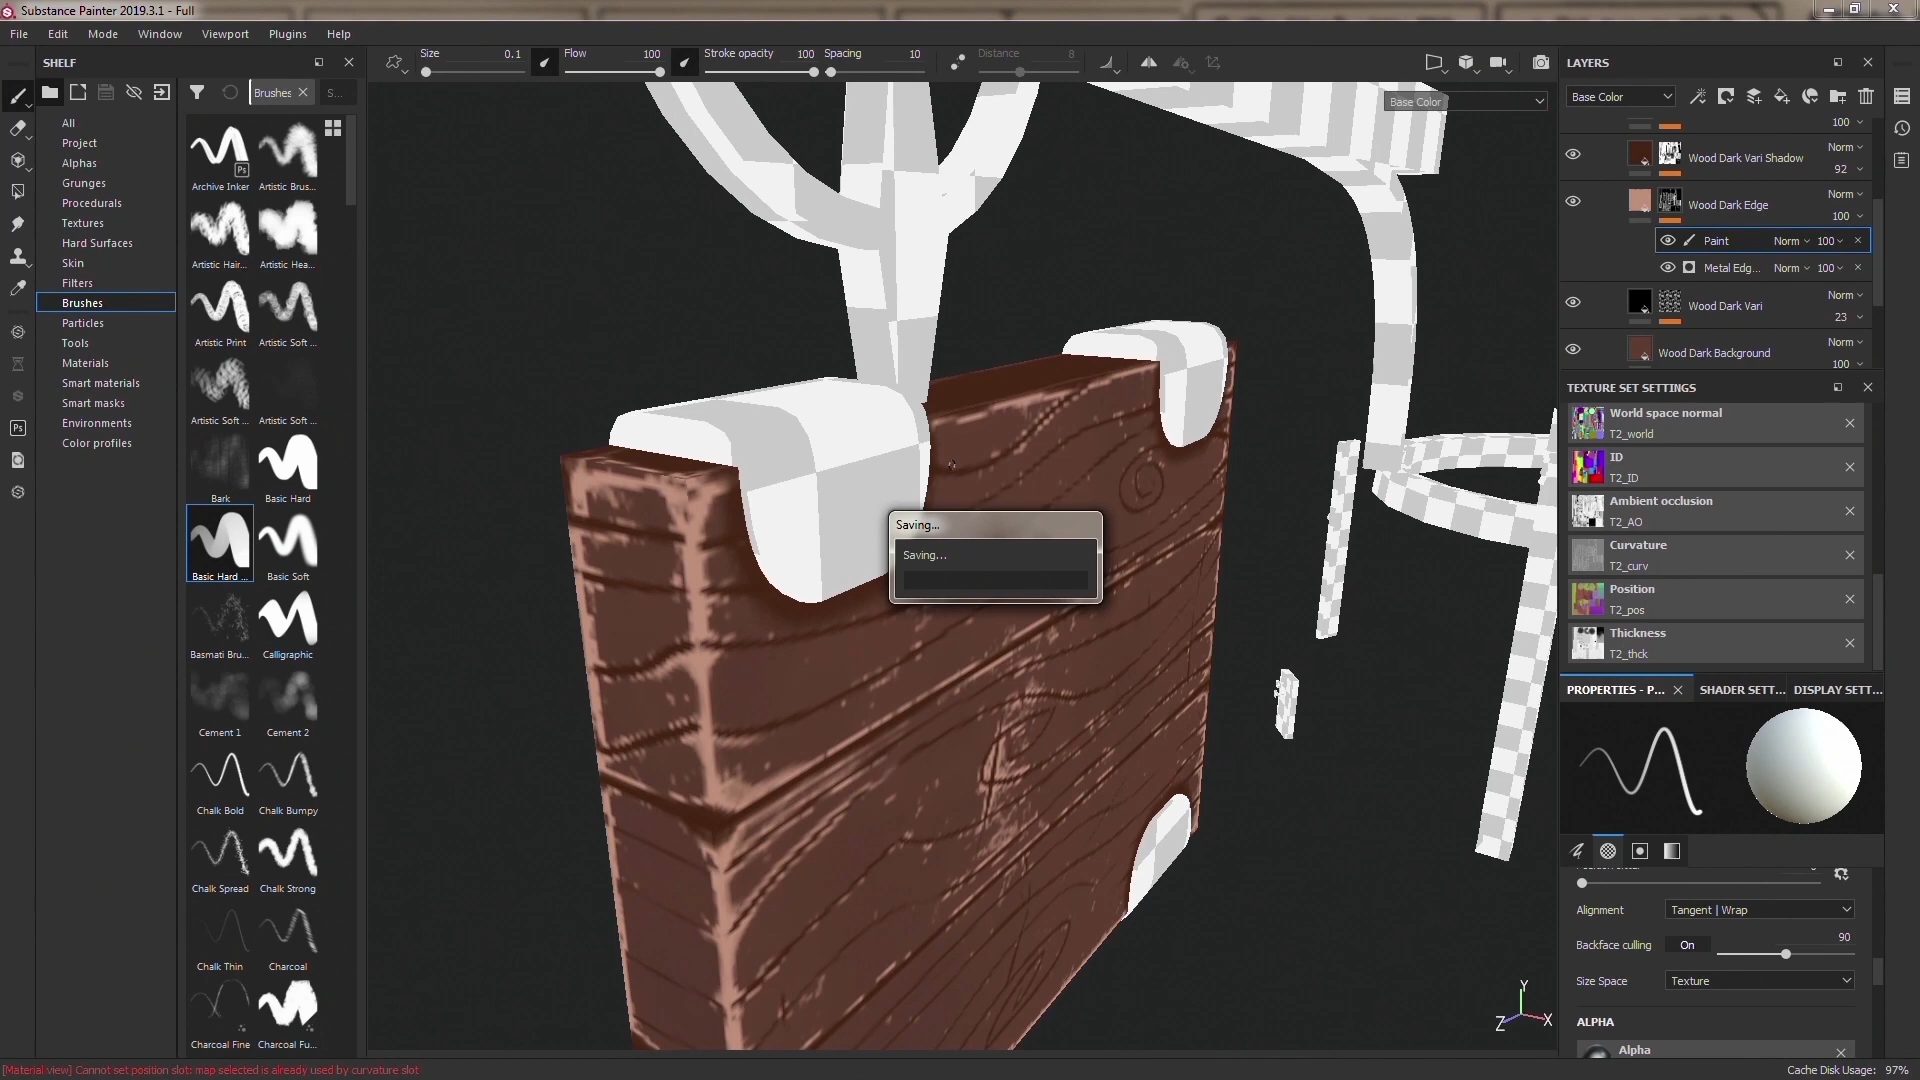 Substance Painter 2019.3.1 - Full
File Edit Mode Window Viewport Plugins Help
SHELF
Size 0.1
Flow 100
Stroke opacity 100
Spacing 10
Distance 8
Brushes
S...
All
Project
Alphas
Grunges
Procedurals
Textures
Hard Surfaces
Skin
Filters
Brushes
Particles
Tools
Materials
Smart materials
Smart masks
Environments
Color profiles
Ps
Ps
Archive Inker
Artistic Brus...
Artistic Hair...
Artistic Hea...
Artistic Print
Artistic Soft ...
Artistic Soft ...
Artistic Soft ...
Bark
Basic Hard
Basic Hard ...
Basic Soft
Basmati Bru...
Calligraphic
Cement 1
Cement 2
Chalk Bold
Chalk Bumpy
Chalk Spread
Chalk Strong
Chalk Thin
Charcoal
Charcoal Fine
Charcoal Fu...
Base Color
Saving...
Saving...
Y
Z
X
LAYERS
Base Color
100
Wood Dark Vari Shadow
Norm
92
Wood Dark Edge
Norm
100
Paint Norm 100
Metal Edg... Norm 100
Wood Dark Vari
Norm
23
Wood Dark Background
Norm
100
TEXTURE SET SETTINGS
World space normal
T2_world
ID
T2_ID
Ambient occlusion
T2_AO
Curvature
T2_curv
Position
T2_pos
Thickness
T2_thck
PROPERTIES - P...
SHADER SETT...
DISPLAY SETT...
Alignment
Tangent | Wrap
Backface culling
On
90
Size Space
Texture
ALPHA
Alpha
[Material view] Cannot set position slot: map selected is already used by curvature slot
Cache Disk Usage: 97%